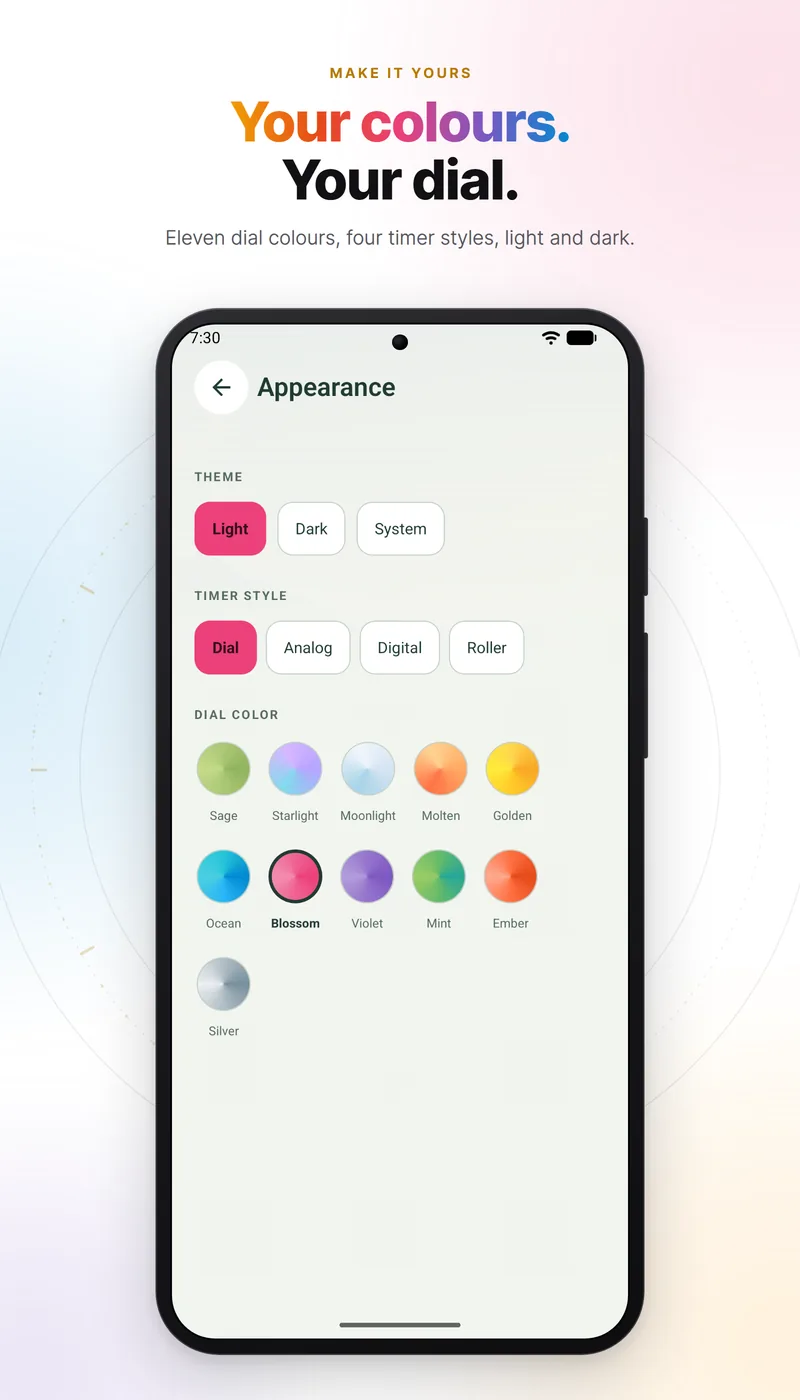 MAKE IT YOURS
Your colours.
Your dial.
Eleven dial colours, four timer styles, light and dark.
7:30
Appearance
THEME
Light Dark System
TIMER STYLE
Dial Analog Digital Roller
DIAL COLOR
Sage Starlight Moonlight Molten Golden
Ocean Blossom Violet Mint Ember
Silver